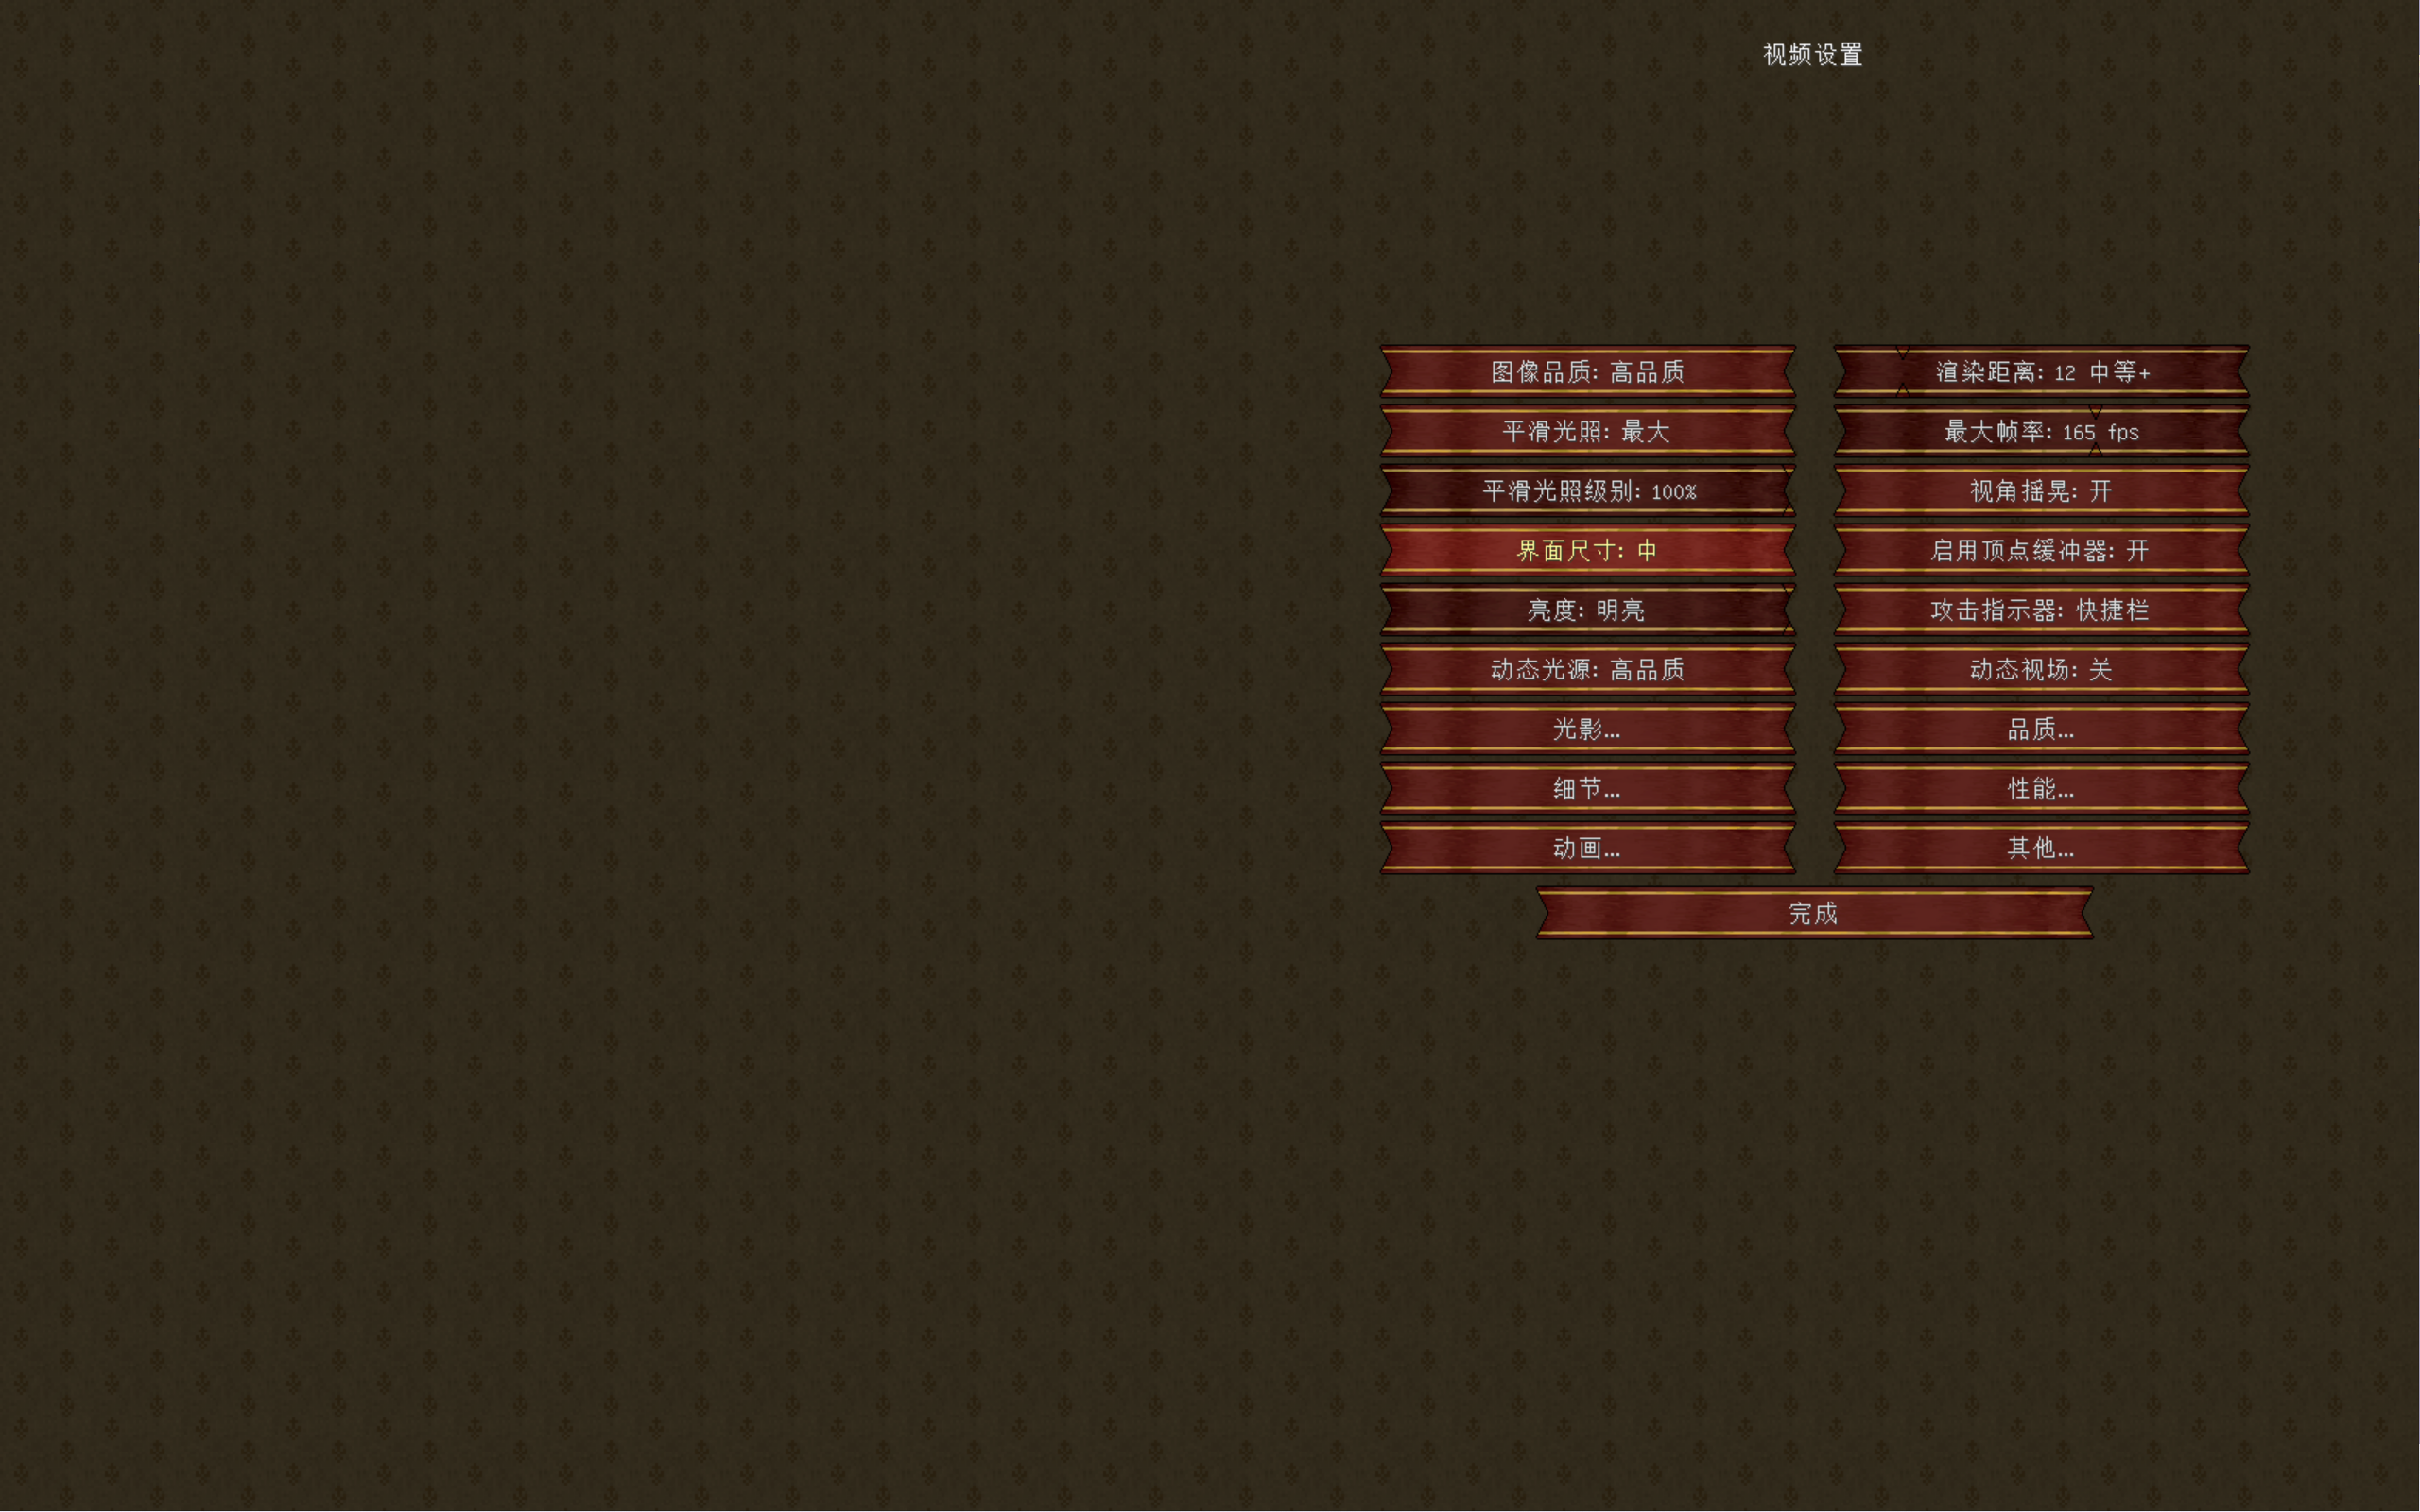 视频设置
图像品质: 高品质
渲染距离: 12 中等+
平滑光照: 最大
最大帧率: 165 fps
平滑光照级别: 100%
视角摇晃: 开
界面尺寸: 中
启用顶点缓冲器: 开
亮度: 明亮
攻击指示器: 快捷栏
动态光源: 高品质
动态视场: 关
光影...
品质...
细节...
性能...
动画...
其他...
完成